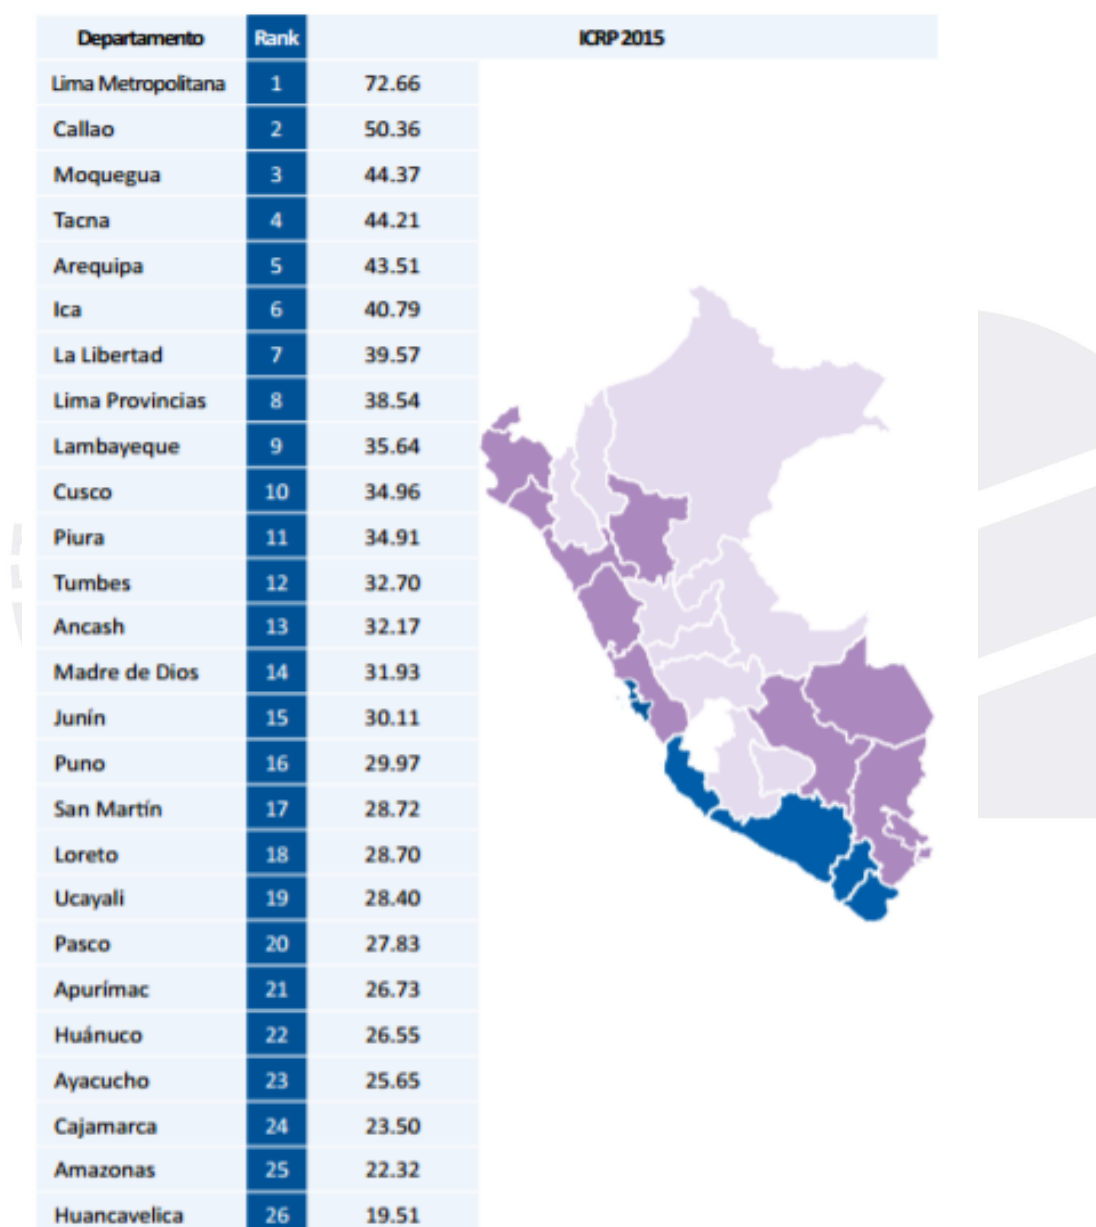 Departamento Rank ICRP 2015
Lima Metropolitana 1 72.66
Callao 2 50.36
Moquegua 3 44.37
Tacna 4 44.21
Arequipa 5 43.51
Ica 6 40.79
La Libertad 7 39.57
Lima Provincias 8 38.54
Lambayeque 9 35.64
Cusco 10 34.96
Piura 11 34.91
Tumbes 12 32.70
Ancash 13 32.17
Madre de Dios 14 31.93
Junín 15 30.11
Puno 16 29.97
San Martín 17 28.72
Loreto 18 28.70
Ucayali 19 28.40
Pasco 20 27.83
Apurímac 21 26.73
Huánuco 22 26.55
Ayacucho 23 25.65
Cajamarca 24 23.50
Amazonas 25 22.32
Huancavelica 26 19.51